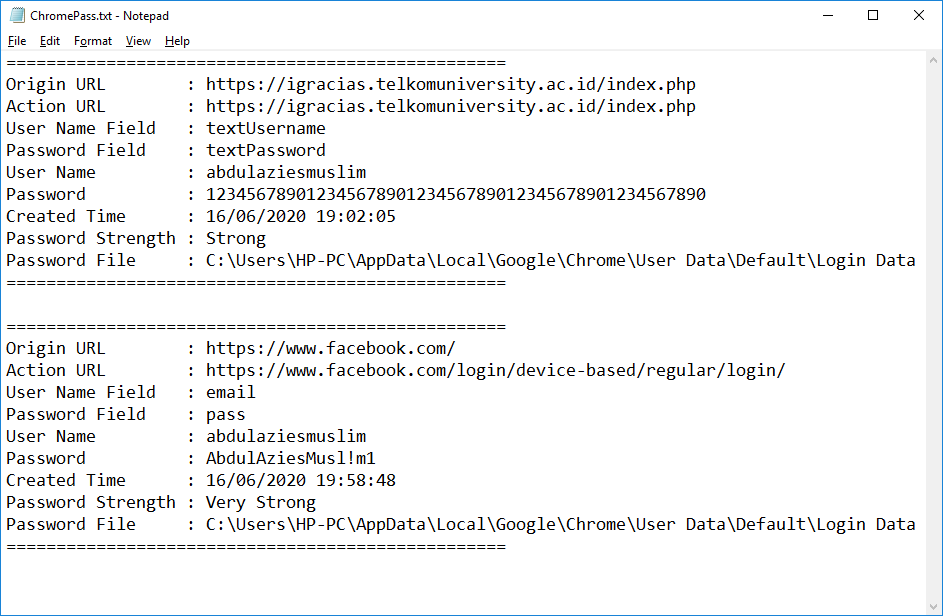 ChromePass.txt - Notepad
File Edit Format View Help
==================================================
Origin URL        : https://igracias.telkomuniversity.ac.id/index.php
Action URL        : https://igracias.telkomuniversity.ac.id/index.php
User Name Field   : textUsername
Password Field    : textPassword
User Name         : abdulaziesmuslim
Password          : 12345678901234567890123456789012345678901234567890
Created Time      : 16/06/2020 19:02:05
Password Strength : Strong
Password File     : C:\Users\HP-PC\AppData\Local\Google\Chrome\User Data\Default\Login Data
==================================================
==================================================
Origin URL        : https://www.facebook.com/
Action URL        : https://www.facebook.com/login/device-based/regular/login/
User Name Field   : email
Password Field    : pass
User Name         : abdulaziesmuslim
Password          : AbdulAziesMusl!m1
Created Time      : 16/06/2020 19:58:48
Password Strength : Very Strong
Password File     : C:\Users\HP-PC\AppData\Local\Google\Chrome\User Data\Default\Login Data
==================================================